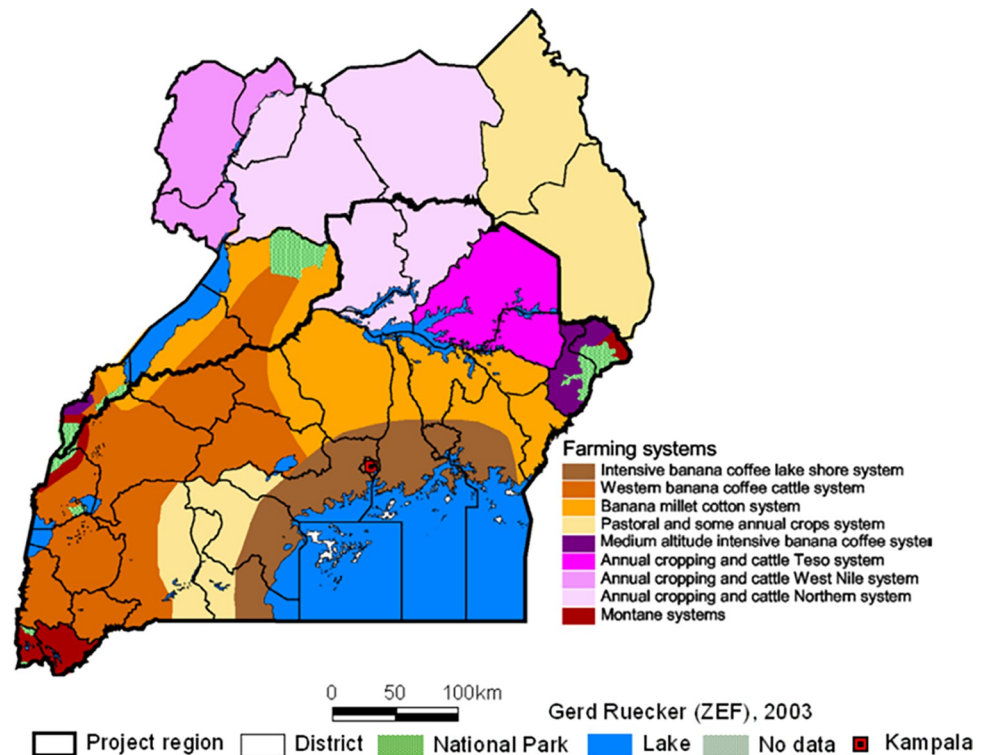 Farming systems
Intensive banana coffee lake shore system
Western banana coffee cattle system
Banana millet cotton system
Pastoral and some annual crops system
Medium altitude intensive banana coffee syste
Annual cropping and cattle Teso system
Annual cropping and cattle West Nile system
Annual cropping and cattle Northern system
Montane systems
0 50 100km
Gerd Ruecker (ZEF), 2003
Project region District National Park Lake No data Kampala